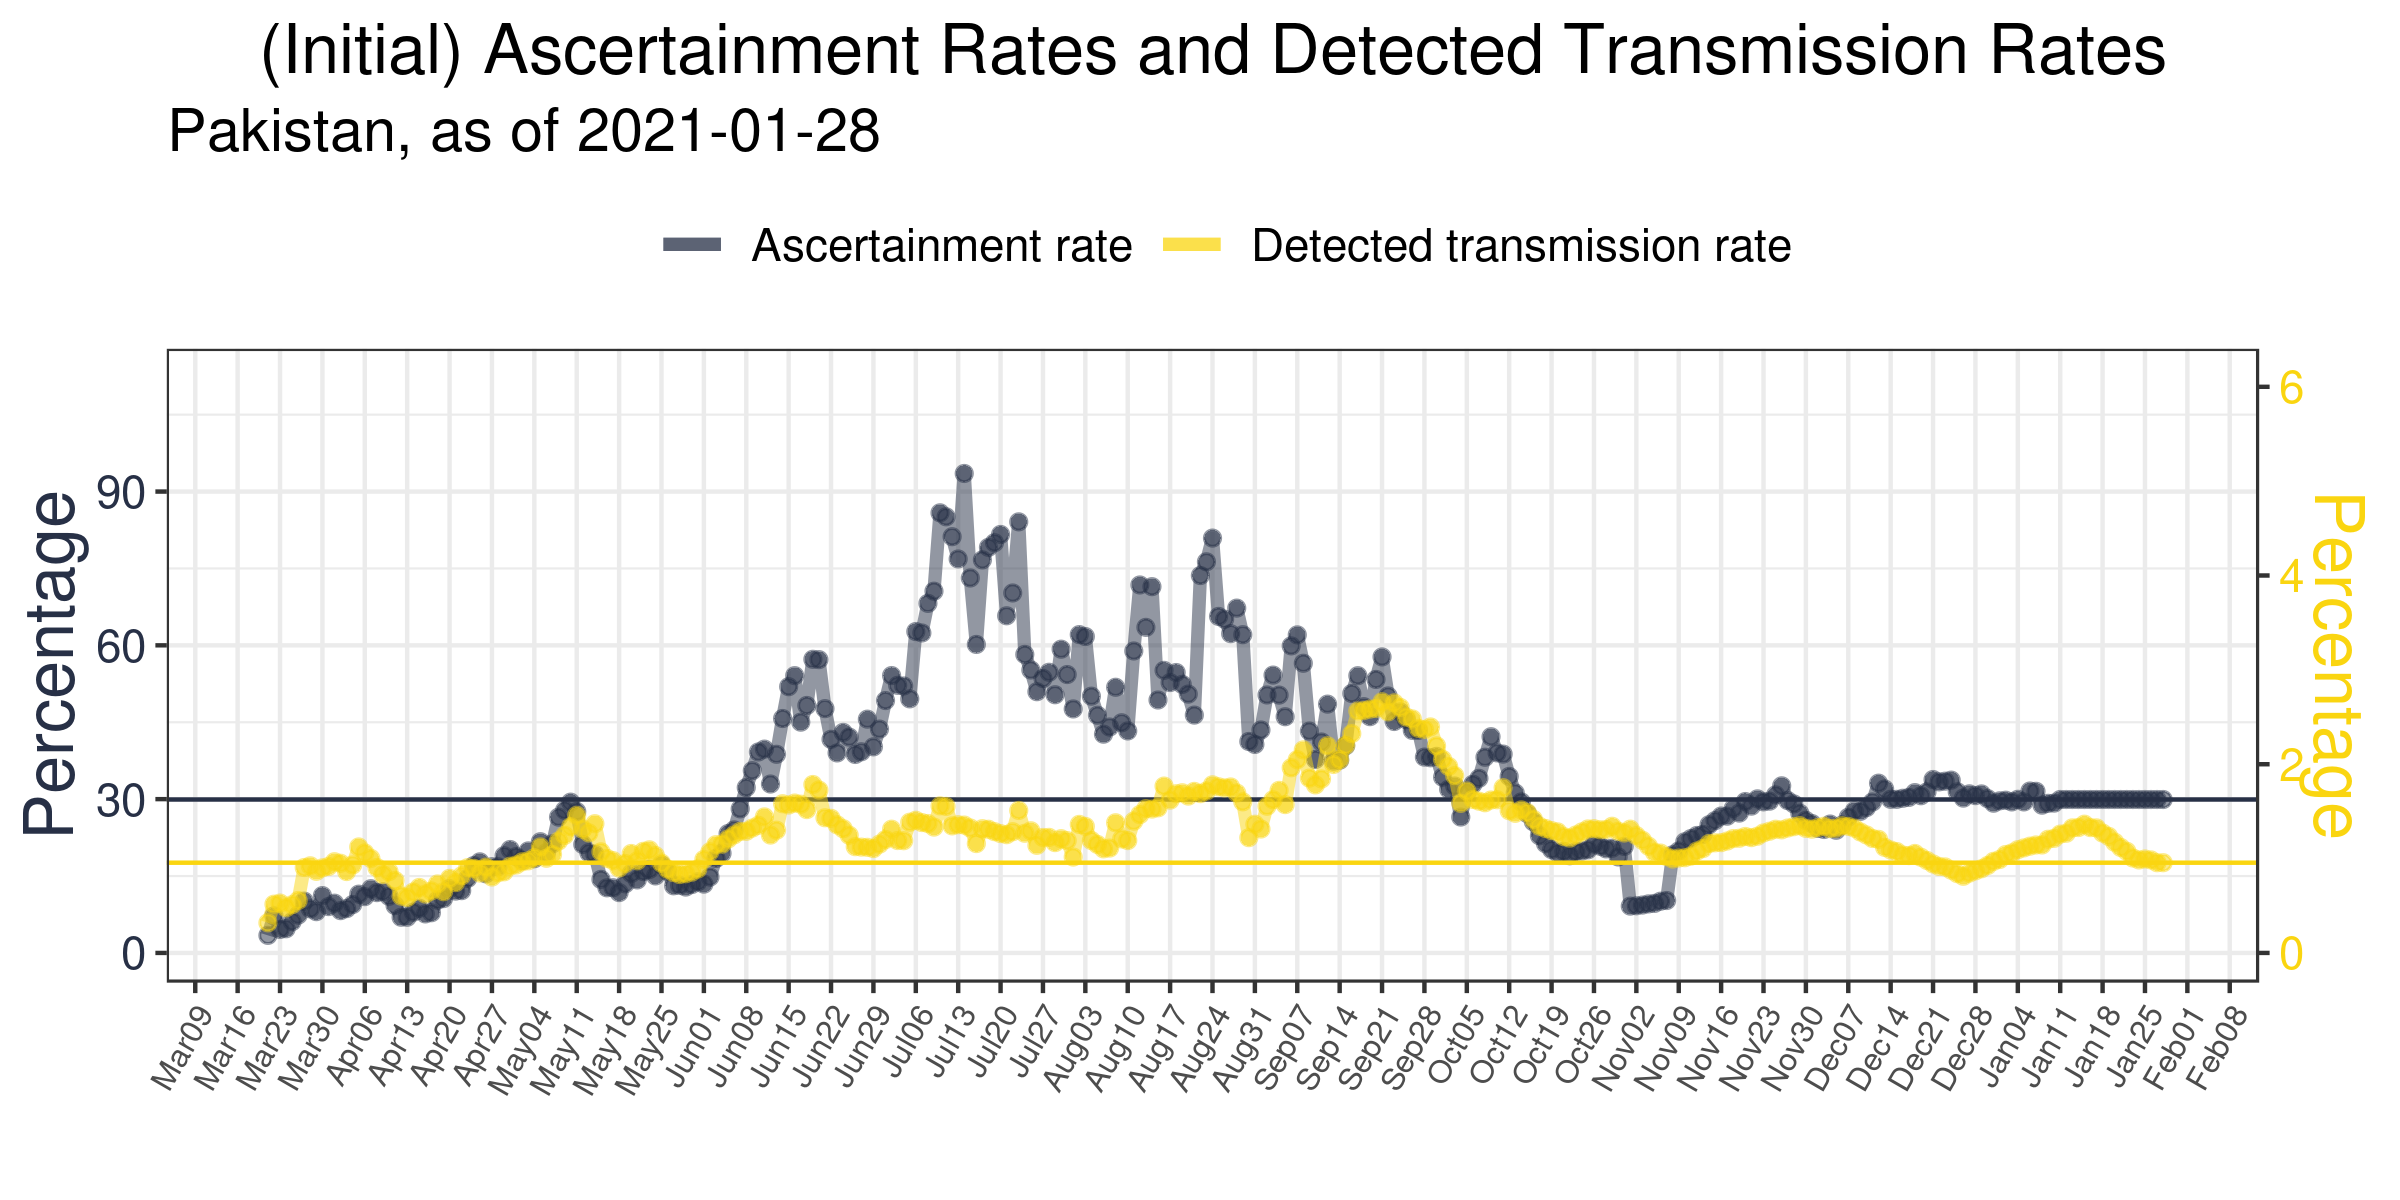 (Initial) Ascertainment Rates and Detected Transmission Rates
Pakistan, as of 2021-01-28
Ascertainment rate
Detected transmission rate
Percentage
90
60
30
0
6
4
2
0
Percentage
Mar09
Mar16
Mar23
Mar30
Apr06
Apr13
Apr20
Apr27
May04
May11
May18
May25
Jun01
Jun08
Jun15
Jun22
Jun29
Jul06
Jul13
Jul20
Jul27
Aug03
Aug10
Aug17
Aug24
Aug31
Sep07
Sep14
Sep21
Sep28
Oct05
Oct12
Oct19
Oct26
Nov02
Nov09
Nov16
Nov23
Nov30
Dec07
Dec14
Dec21
Dec28
Jan04
Jan11
Jan18
Jan25
Feb01
Feb08